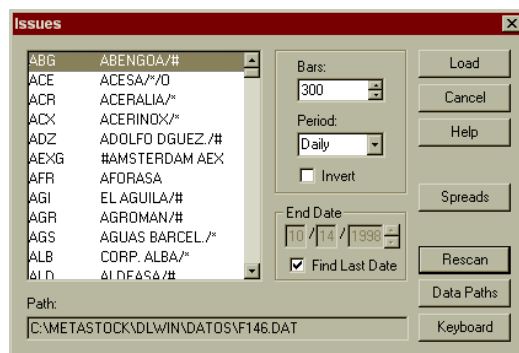 Issues
ABG ABENGOA/#
ACE ACESA/*/O
ACR ACERALIA/*
ACX ACERINOX/*
ADZ ADOLFO DGUEZ./#
AEXG #AMSTERDAM AEX
AFR AFORASA
AGI EL AGUILA/#
AGR AGROMAN/#
AGS AGUAS BARCEL./*
ALB CORP. ALBA/*
ALD ALDEASA/#
Bars:
300
Period:
Daily
Invert
End Date
10 / 14 / 1998
Find Last Date
Load
Cancel
Help
Spreads
Rescan
Data Paths
Keyboard
Path:
C:\METASTOCK\DLWIN\DATOS\F146.DAT